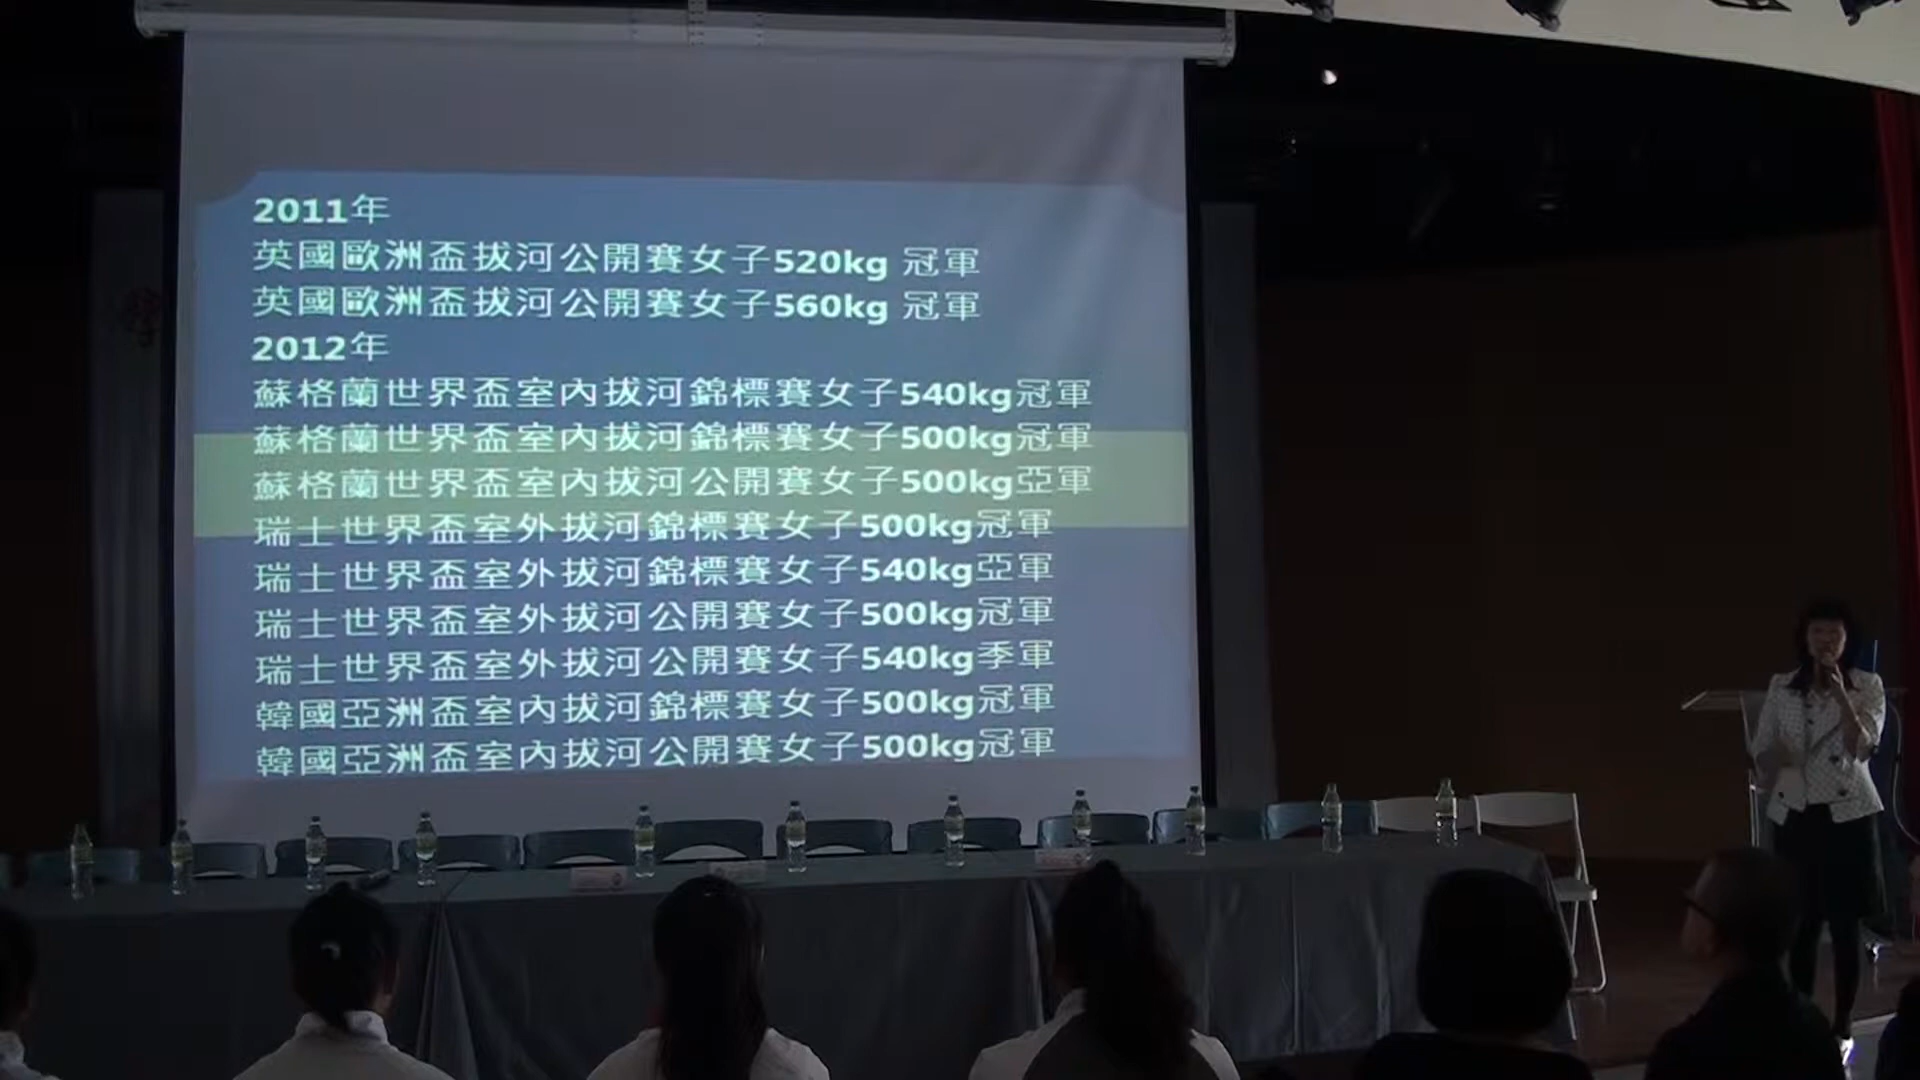 2011年
英國歐洲盃拔河公開賽女子520kg 冠軍
英國歐洲盃拔河公開賽女子560kg 冠軍
2012年
蘇格蘭世界盃室內拔河錦標賽女子540kg冠軍
蘇格蘭世界盃室內拔河錦標賽女子500kg冠軍
蘇格蘭世界盃室內拔河公開賽女子500kg亞軍
瑞士世界盃室外拔河錦標賽女子500kg冠軍
瑞士世界盃室外拔河錦標賽女子540kg亞軍
瑞士世界盃室外拔河公開賽女子500kg冠軍
瑞士世界盃室外拔河公開賽女子540kg季軍
韓國亞洲盃室內拔河錦標賽女子500kg冠軍
韓國亞洲盃室內拔河公開賽女子500kg冠軍